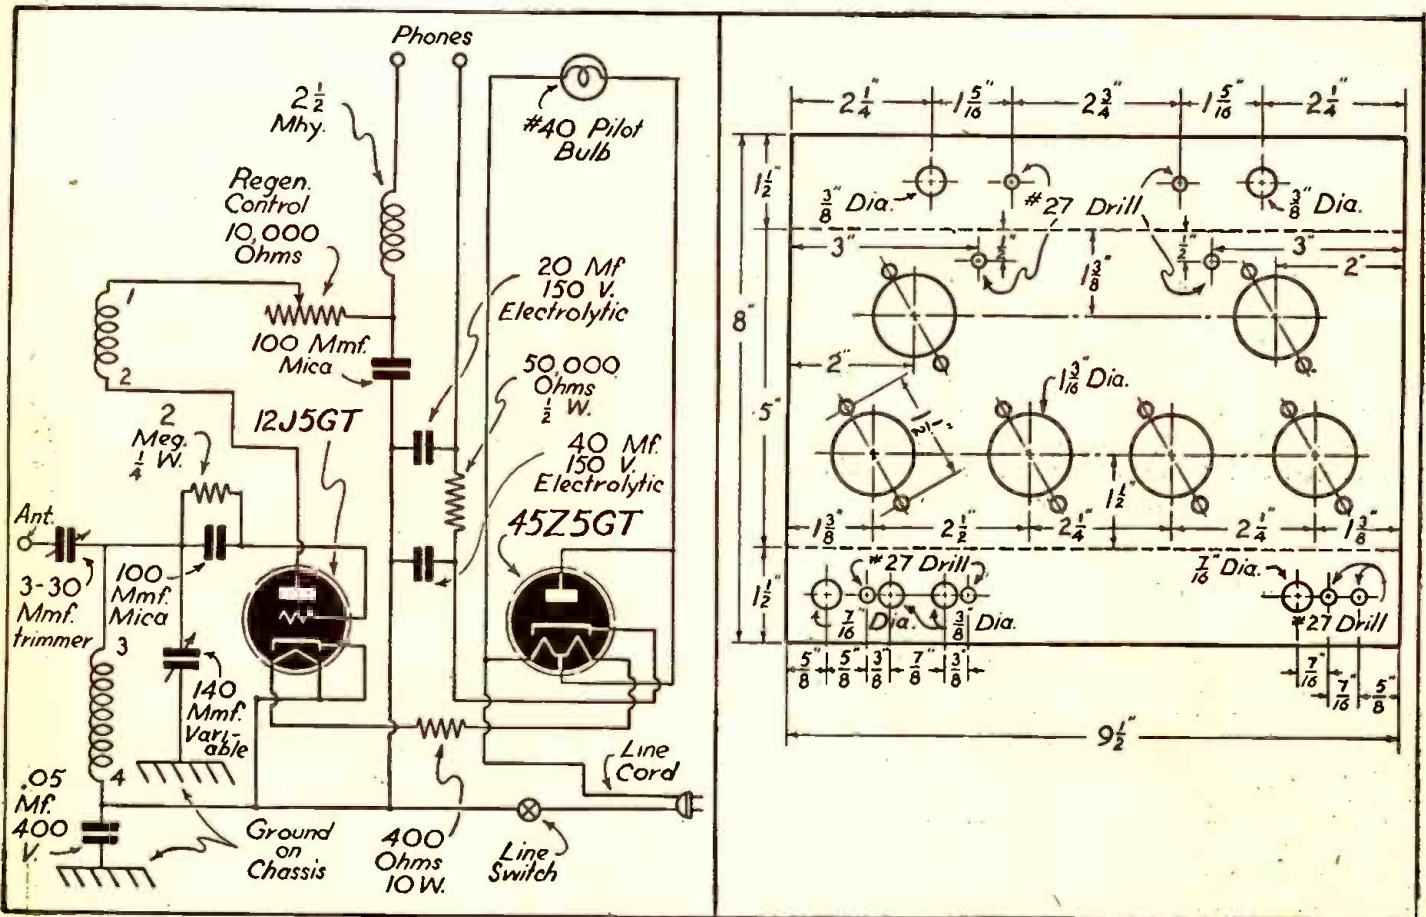 Phones
2 1/2
Mhy.
#40 Pilot
Bulb
Regen.
Control
10,000
Ohms
20 Mf
150 V.
Electrolytic
1
100 Mmf.
Mica
50,000
Ohms
1/2 W.
2
2
Meg.
1/4 W.
12J5GT
40 Mf.
150 V.
Electrolytic
45Z5GT
Ant.
3-30
Mmf.
trimmer
100
Mmf.
Mica
3
140
Mmf.
Vari-
able
4
Line
Cord
.05
Mf.
400
V.
Ground
on
Chassis
400
Ohms
10 W.
Line
Switch
2 1/4" 1 5/16" 2 3/4" 1 5/16" 2 1/4"
1 1/2"
3/8" Dia. #27 Drill 3/8" Dia.
3" 1/2" 1 3/8" 1/2" 3"
2"
8"
2"
1 3/16" Dia.
5"
1 1/2"
1 1/2"
1 3/8" 2 1/2" 2 1/4" 2 1/4" 1 3/8"
#27 Drill 7/16" Dia.
1 1/2"
7/16" Dia. 3/8" Dia. #27 Drill
5/8" 5/8" 3/8" 7/8" 3/8" 7/16" 7/16" 5/8"
9 1/2"